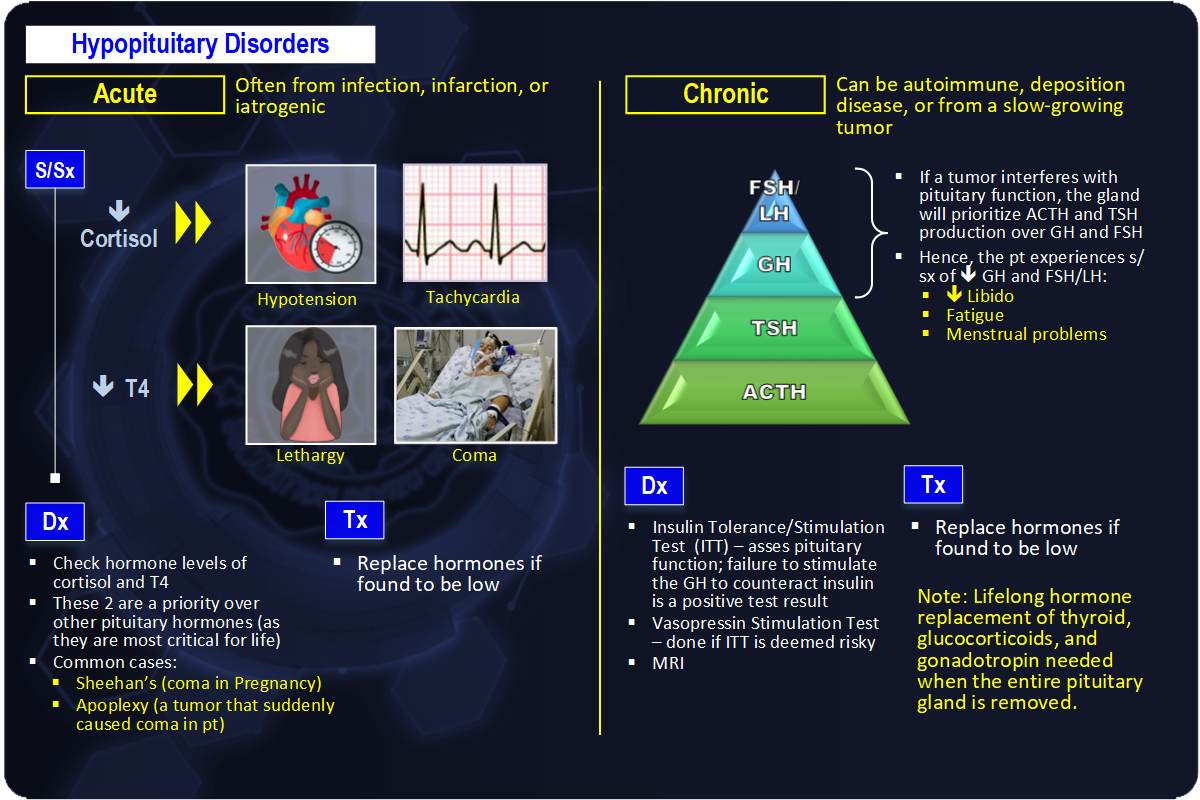 Hypopituitary Disorders
Acute
Often from infection, infarction, or
iatrogenic
S/Sx
Cortisol
Hypotension
Tachycardia
T4
Lethargy
Coma
Dx
▪ Check hormone levels of
cortisol and T4
▪ These 2 are a priority over
other pituitary hormones (as
they are most critical for life)
▪ Common cases:
▪ Sheehan's (coma in Pregnancy)
▪ Apoplexy (a tumor that suddenly
caused coma in pt)
Tx
▪ Replace hormones if
found to be low
Chronic
Can be autoimmune, deposition
disease, or from a slow-growing
tumor
FSH/
LH
GH
TSH
ACTH
▪ If a tumor interferes with
pituitary function, the gland
will prioritize ACTH and TSH
production over GH and FSH
▪ Hence, the pt experiences s/
sx of 🡻 GH and FSH/LH:
▪ 🡻 Libido
▪ Fatigue
▪ Menstrual problems
Dx
▪ Insulin Tolerance/Stimulation
Test (ITT) – asses pituitary
function; failure to stimulate
the GH to counteract insulin
is a positive test result
▪ Vasopressin Stimulation Test
– done if ITT is deemed risky
▪ MRI
Tx
▪ Replace hormones if
found to be low
Note: Lifelong hormone
replacement of thyroid,
glucocorticoids, and
gonadotropin needed
when the entire pituitary
gland is removed.